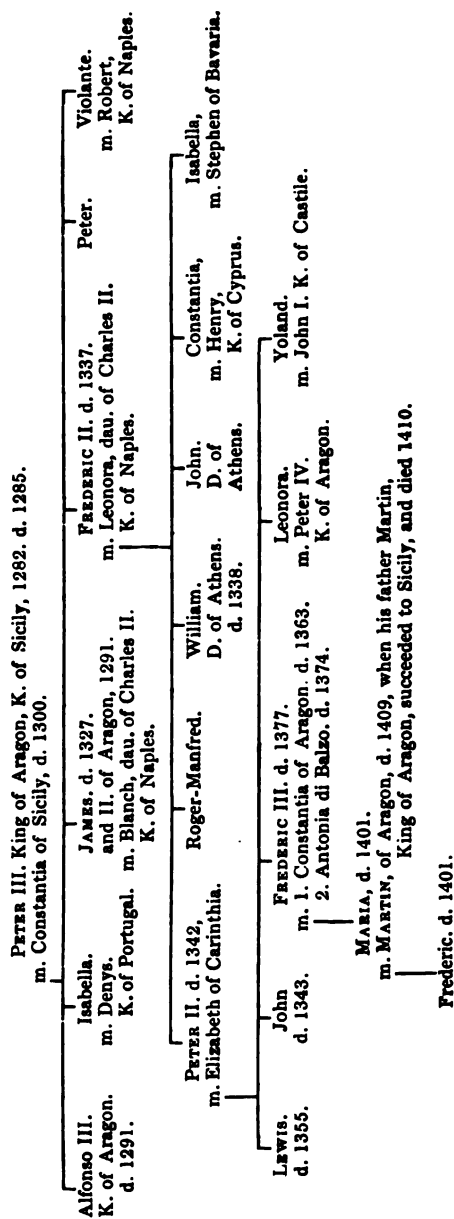 PETER III. King of Aragon, K. of Sicily, 1282. d. 1285.
m. Constantia of Sicily, d. 1300.
Alfonso III.
K. of Aragon.
d. 1291.
Isabella.
m. Denys.
K. of Portugal.
JAMES. d. 1327.
and II. of Aragon, 1291.
m. Blanch, dau. of Charles II.
K. of Naples.
FREDERIC II. d. 1337.
m. Leonora, dau. of Charles II.
K. of Naples.
Peter.
Violante.
m. Robert,
K. of Naples.
PETER II. d. 1342,
m. Elizabeth of Carinthia.
Roger-Manfred.
William.
D. of Athens.
d. 1338.
John.
D. of
Athens.
Constantia,
m. Henry,
K. of Cyprus.
Isabella,
m. Stephen of Bavaria.
LEWIS.
d. 1355.
John
d. 1343.
FREDERIC III. d. 1377.
m. 1. Constantia of Aragon. d. 1363.
2. Antonia di Balzo. d. 1374.
Leonora.
m. Peter IV.
K. of Aragon.
Yoland.
m. John I. K. of Castile.
MARIA, d. 1401.
m. MARTIN, of Aragon, d. 1409, when his father Martin,
King of Aragon, succeeded to Sicily, and died 1410.
Frederic. d. 1401.